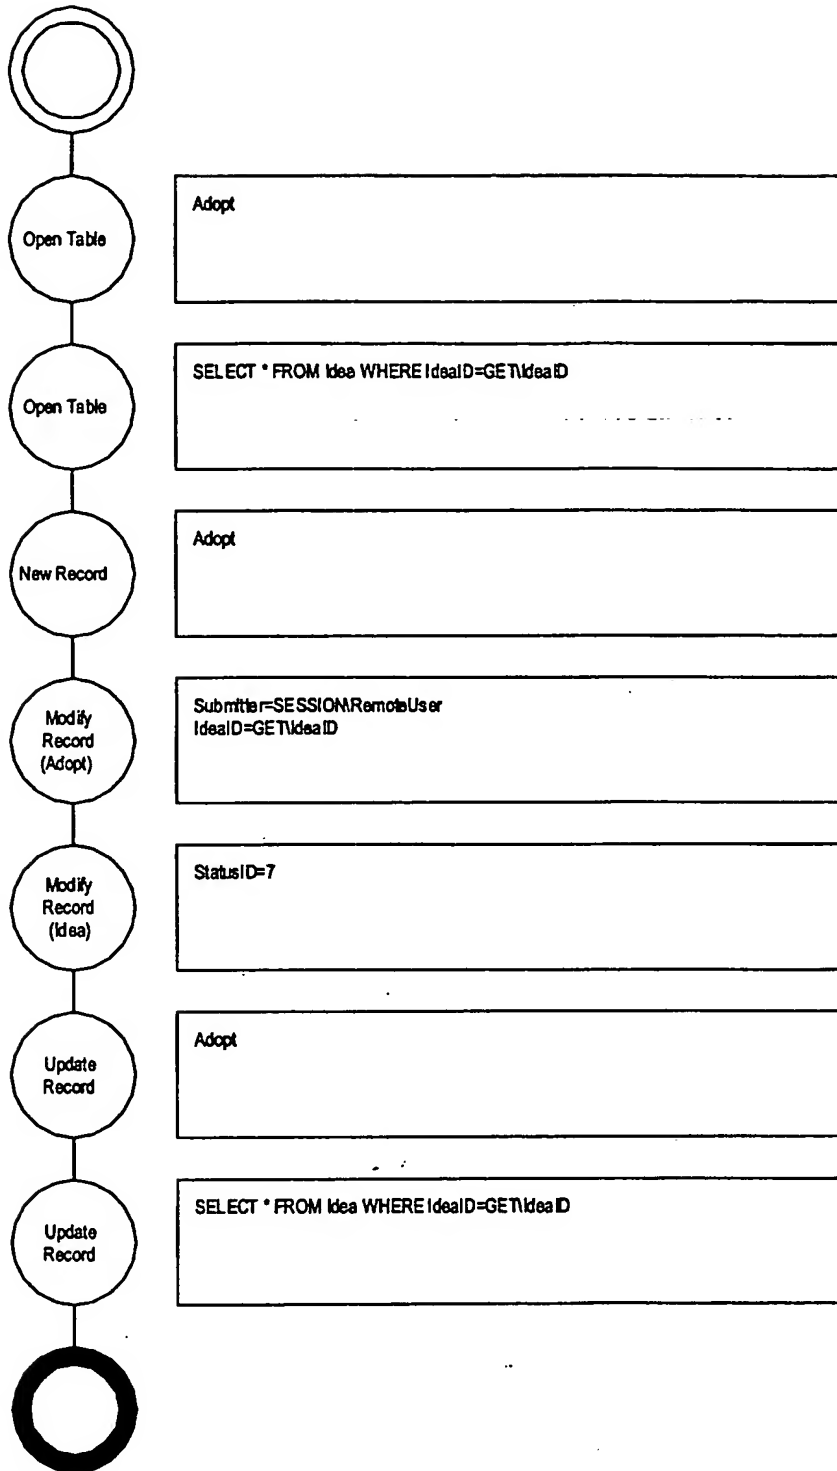 Open Table
Adopt
Open Table
SELECT * FROM Idea WHERE IdeaID=GET\IdeaID
New Record
Adopt
Modify
Record
(Adopt)
Submitter=SESSION\RemoteUser
IdeaID=GET\IdeaID
Modify
Record
(Idea)
StatusID=7
Update
Record
Adopt
Update
Record
SELECT * FROM Idea WHERE IdeaID=GET\IdeaID